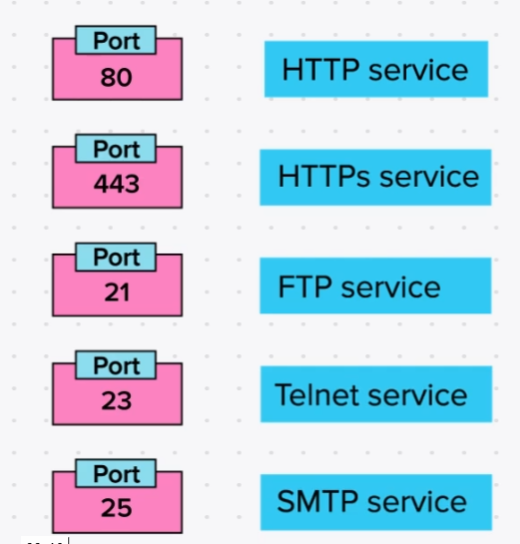 Port
80
HTTP service
Port
443
HTTPs service
Port
21
FTP service
Port
23
Telnet service
Port
25
SMTP service